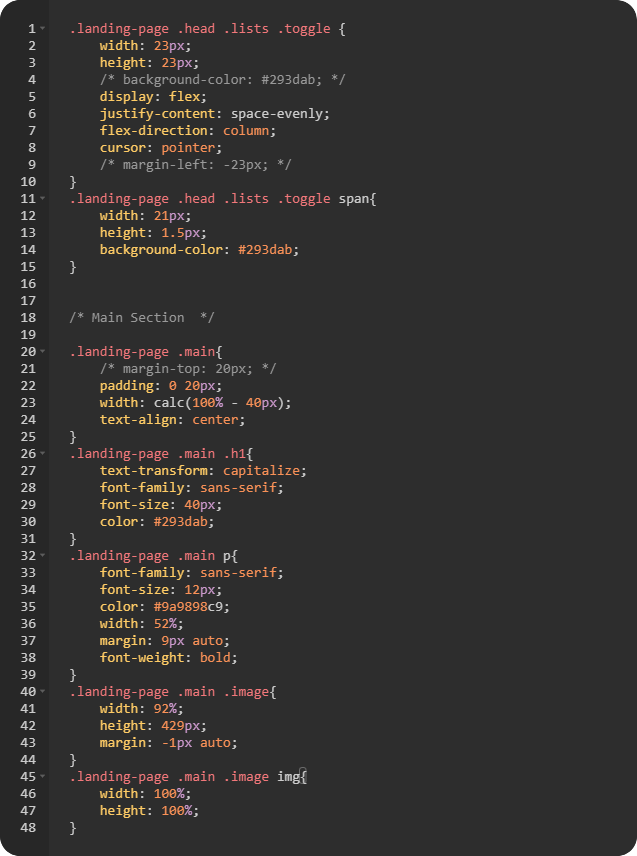 1 .landing-page .head .lists .toggle {
2     width: 23px;
3     height: 23px;
4     /* background-color: #293dab; */
5     display: flex;
6     justify-content: space-evenly;
7     flex-direction: column;
8     cursor: pointer;
9     /* margin-left: -23px; */
10 }
11 .landing-page .head .lists .toggle span{
12     width: 21px;
13     height: 1.5px;
14     background-color: #293dab;
15 }
16
17
18 /* Main Section  */
19
20 .landing-page .main{
21     /* margin-top: 20px; */
22     padding: 0 20px;
23     width: calc(100% - 40px);
24     text-align: center;
25 }
26 .landing-page .main .h1{
27     text-transform: capitalize;
28     font-family: sans-serif;
29     font-size: 40px;
30     color: #293dab;
31 }
32 .landing-page .main p{
33     font-family: sans-serif;
34     font-size: 12px;
35     color: #9a9898c9;
36     width: 52%;
37     margin: 9px auto;
38     font-weight: bold;
39 }
40 .landing-page .main .image{
41     width: 92%;
42     height: 429px;
43     margin: -1px auto;
44 }
45 .landing-page .main .image img{
46     width: 100%;
47     height: 100%;
48 }